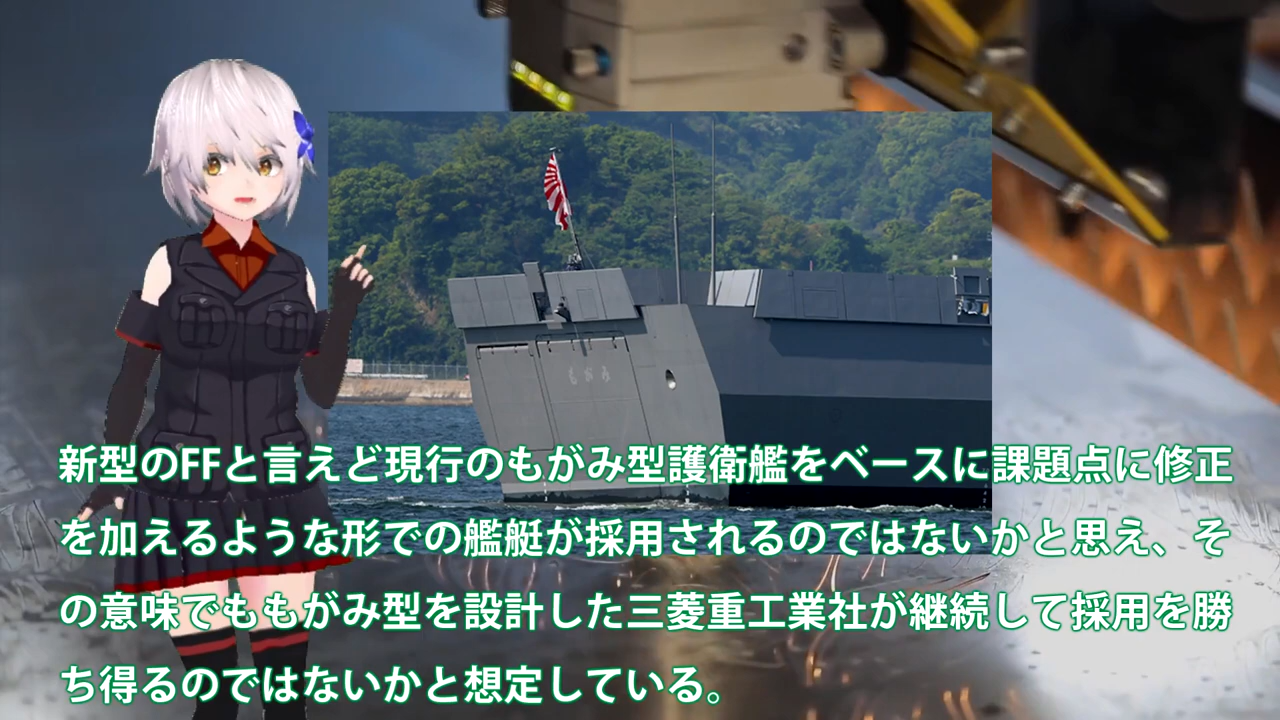 もがみ
新型のFFと言えど現行のもがみ型護衛艦をベースに課題点に修正
を加えるような形での艦艇が採用されるのではないかと思え、そ
の意味でももがみ型を設計した三菱重工業社が継続して採用を勝
ち得るのではないかと想定している。